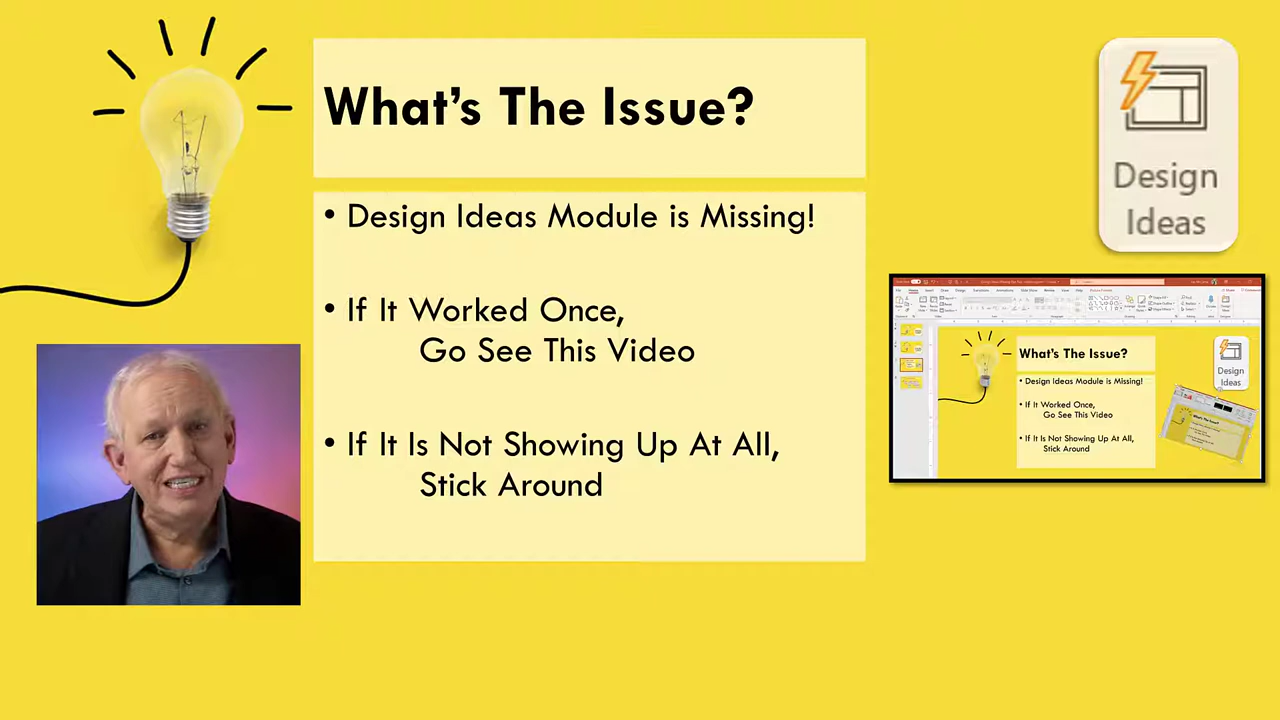 What's The Issue?
• Design Ideas Module is Missing!
• If It Worked Once,
Go See This Video
• If It Is Not Showing Up At All,
Stick Around
Design
Ideas
What's The Issue?
• Design Ideas Module is Missing!
• If It Worked Once,
Go See This Video
• If It Is Not Showing Up At All,
Stick Around
Design
Ideas